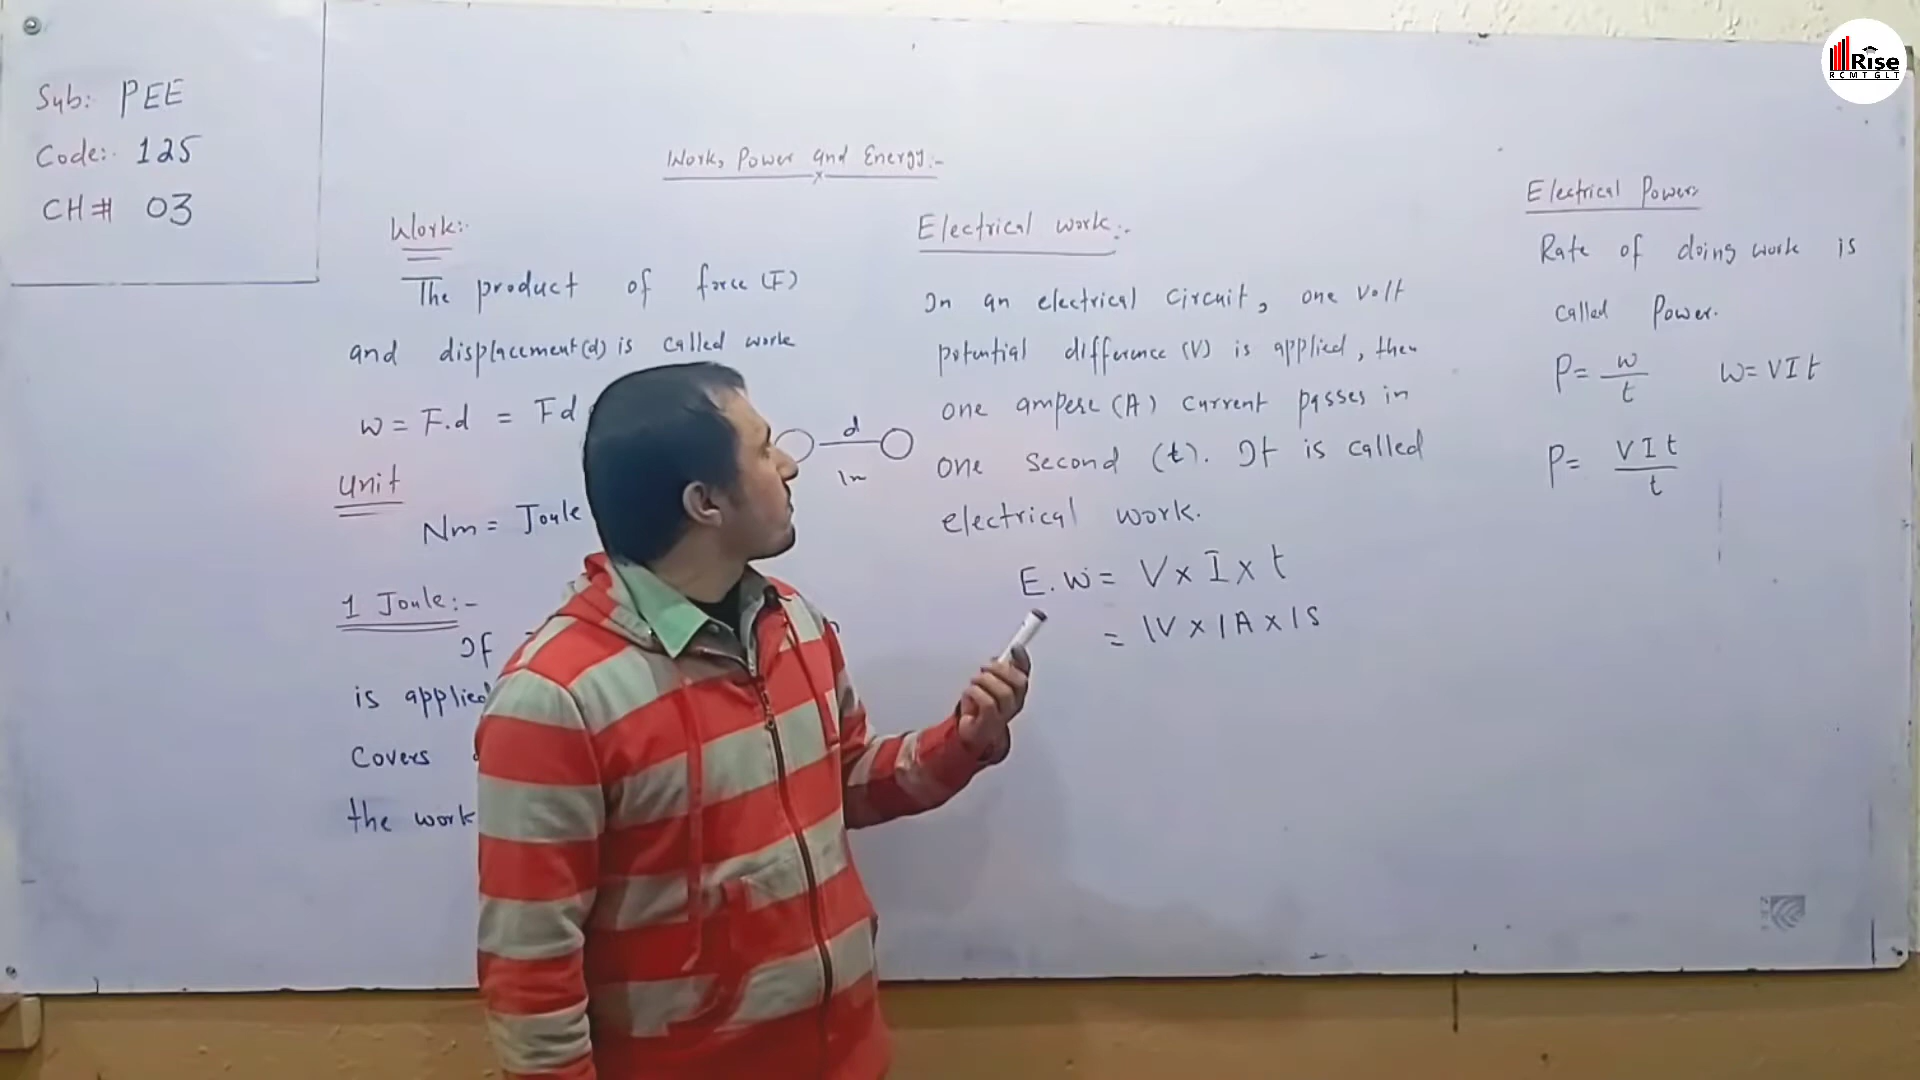 Sub: PEE
Code:- 125
CH# 03
Work, Power and Energy:-
Work:-
The product of force (F)
and displacement(d) is called work
W = F.d = Fd
d
1m
Unit
Nm = Joule
1 Joule:-
If
is applied
Covers
the work
Electrical work:-
In an electrical circuit, one volt
potential difference (V) is applied, then
one ampere (A) current passes in
one second (t). It is called
electrical work.
E.W = V x I x t
= 1V x 1A x 1S
Electrical Power:
Rate of doing work is
called Power.
P = W/t W = VIt
P = VIt/t
Rise
RCMTGLT